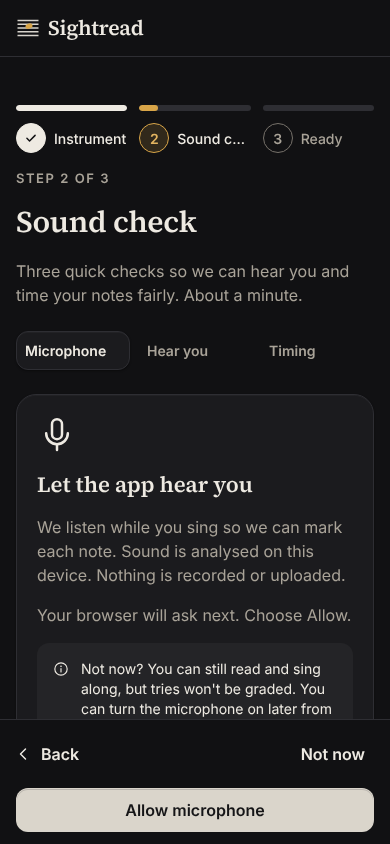 Sightread
Instrument
2 Sound c...
3 Ready
STEP 2 OF 3
Sound check
Three quick checks so we can hear you and
time your notes fairly. About a minute.
Microphone Hear you Timing
Let the app hear you
We listen while you sing so we can mark
each note. Sound is analysed on this
device. Nothing is recorded or uploaded.
Your browser will ask next. Choose Allow.
Not now? You can still read and sing
along, but tries won't be graded. You
can turn the microphone on later from
Back Not now
Allow microphone